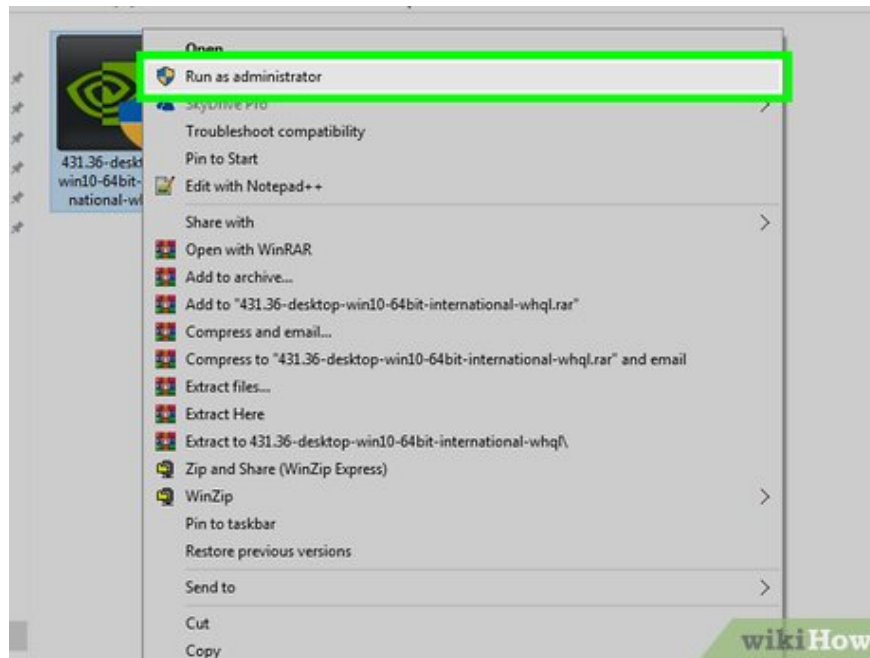 Open
Run as administrator
SkyDrive Pro
Troubleshoot compatibility
Pin to Start
Edit with Notepad++
431.36-deskt
win10-64bit-
national-wh
Share with
Open with WinRAR
Add to archive...
Add to "431.36-desktop-win10-64bit-international-whql.rar"
Compress and email...
Compress to "431.36-desktop-win10-64bit-international-whql.rar" and email
Extract files...
Extract Here
Extract to 431.36-desktop-win10-64bit-international-whql\
Zip and Share (WinZip Express)
WinZip
Pin to taskbar
Restore previous versions
Send to
Cut
Copy
wikiHow